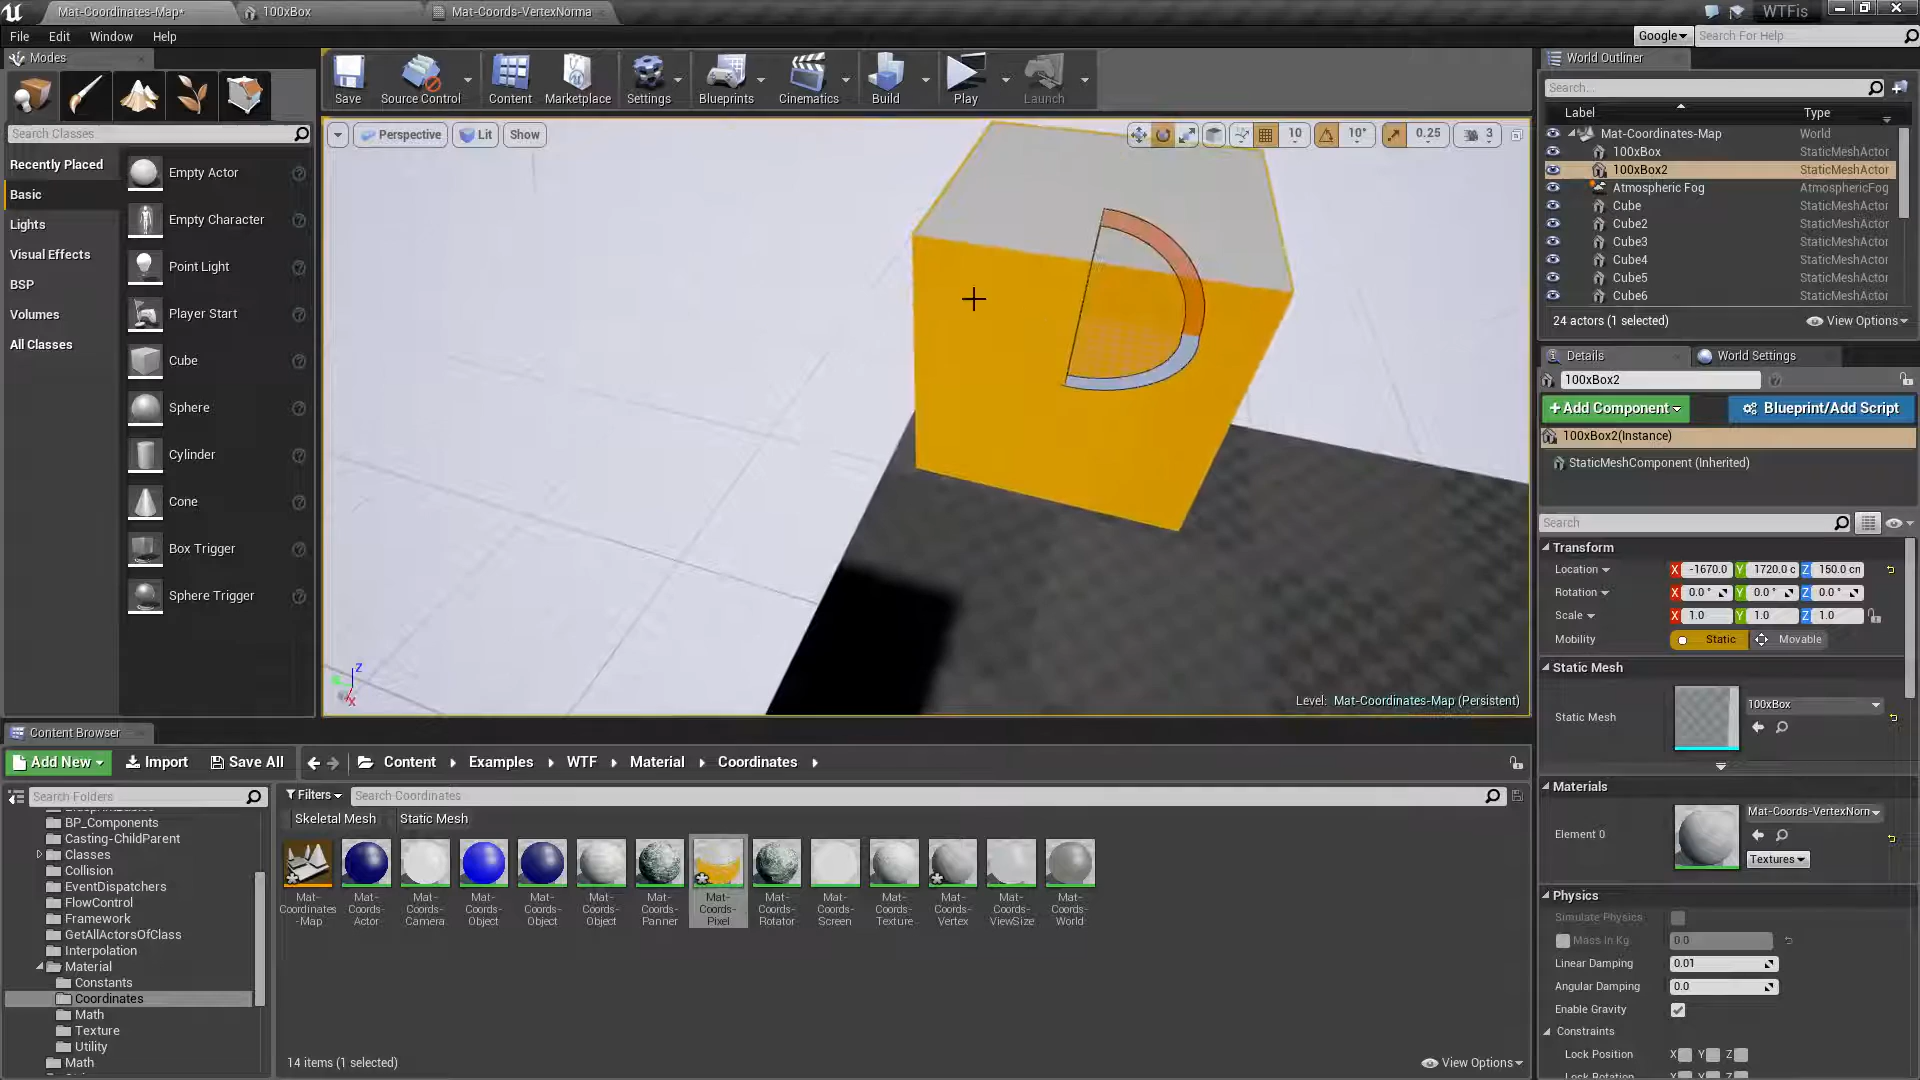 Mat-Coordinates-Map*
100xBox
Mat-Coords-VertexNorma
WTFis
File
Edit
Window
Help
Google
Search For Help
Modes
Save
Source Control
Content
Marketplace
Settings
Blueprints
Cinematics
Build
Play
Launch
Search Classes
Recently Placed
Basic
Lights
Visual Effects
BSP
Volumes
All Classes
Empty Actor
Empty Character
Point Light
Player Start
Cube
Sphere
Cylinder
Cone
Box Trigger
Sphere Trigger
Perspective
Lit
Show
10
10°
0.25
3
Z
X
Level: Mat-Coordinates-Map (Persistent)
World Outliner
Search...
Label
Type
Mat-Coordinates-Map World
100xBox StaticMeshActor
100xBox2 StaticMeshActor
Atmospheric Fog AtmosphericFog
Cube StaticMeshActor
Cube2 StaticMeshActor
Cube3 StaticMeshActor
Cube4 StaticMeshActor
Cube5 StaticMeshActor
Cube6 StaticMeshActor
24 actors (1 selected)
View Options
Details
World Settings
100xBox2
+Add Component
Blueprint/Add Script
100xBox2(Instance)
StaticMeshComponent (Inherited)
Search
Transform
Location X -1670.0 Y 1720.0 c Z 150.0 cm
Rotation X 0.0 ° Y 0.0 ° Z 0.0 °
Scale X 1.0 Y 1.0 Z 1.0
Mobility Static Movable
Static Mesh
Static Mesh
100xBox
Materials
Element 0
Mat-Coords-VertexNorn
Textures
Physics
Simulate Physics
Mass In Kg 0.0
Linear Damping 0.01
Angular Damping 0.0
Enable Gravity
Constraints
Lock Position X Y Z
Content Browser
Add New
Import
Save All
Content
Examples
WTF
Material
Coordinates
Search Folders
Filters
Search Coordinates
Skeletal Mesh
Static Mesh
BP_Components
Casting-ChildParent
Classes
Collision
EventDispatchers
FlowControl
Framework
GetAllActorsOfClass
Interpolation
Material
Constants
Coordinates
Math
Texture
Utility
Math
Mat-
Coordinates
-Map
Mat-
Coords-
Actor
Mat-
Coords-
Camera
Mat-
Coords-
Object
Mat-
Coords-
Object
Mat-
Coords-
Object
Mat-
Coords-
Panner
Mat-
Coords-
Pixel
Mat-
Coords-
Rotator
Mat-
Coords-
Screen
Mat-
Coords-
Texture
Mat-
Coords-
Vertex
Mat-
Coords-
ViewSize
Mat-
Coords-
World
14 items (1 selected)
View Options